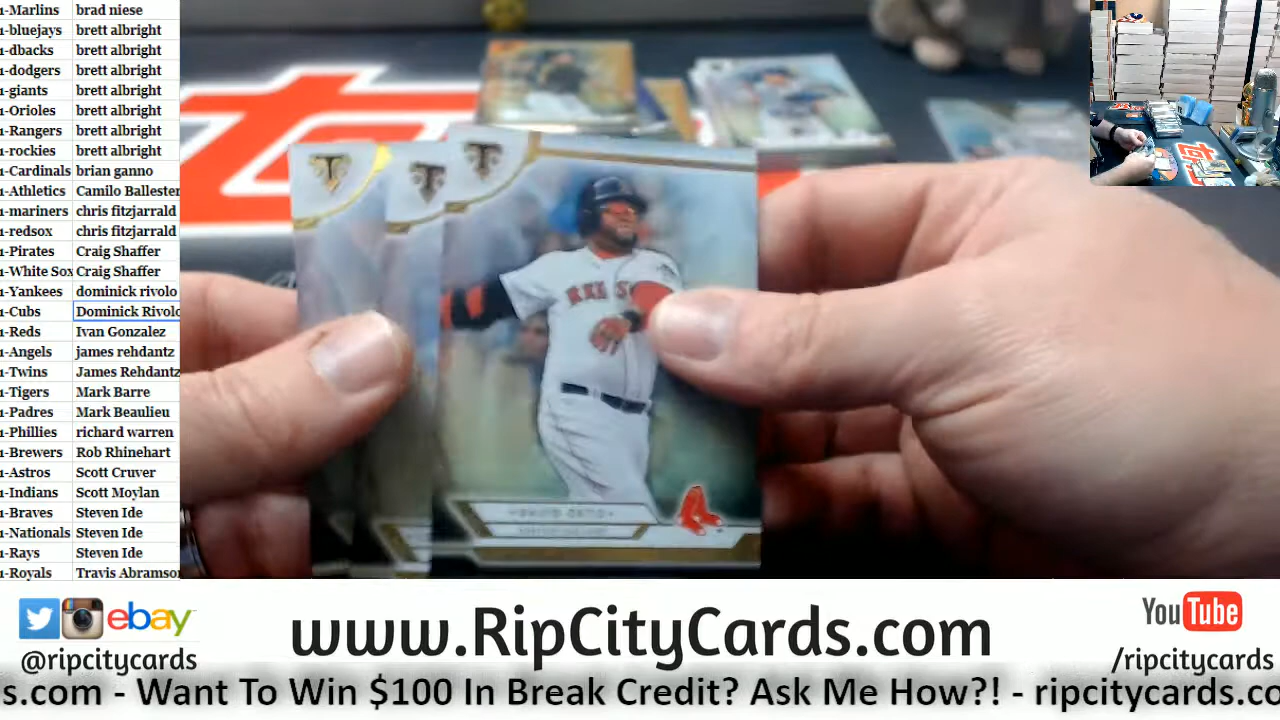 1-Marlins brad niese
1-bluejays brett albright
1-dbacks brett albright
1-dodgers brett albright
1-giants brett albright
1-Orioles brett albright
1-Rangers brett albright
1-rockies brett albright
1-Cardinals brian ganno
1-Athletics Camilo Ballester
1-mariners chris fitzjarrald
1-redsox chris fitzjarrald
1-Pirates Craig Shaffer
1-White Sox Craig Shaffer
1-Yankees dominick rivolo
1-Cubs Dominick Rivolo
1-Reds Ivan Gonzalez
1-Angels james rehdantz
1-Twins James Rehdantz
1-Tigers Mark Barre
1-Padres Mark Beaulieu
1-Phillies richard warren
1-Brewers Rob Rhinehart
1-Astros Scott Cruver
1-Indians Scott Moylan
1-Braves Steven Ide
1-Nationals Steven Ide
1-Rays Steven Ide
1-Royals Travis Abramson
RED S
DAVID ORTIZ
ebay
@ripcitycards
www.RipCityCards.com
YouTube
/ripcitycards
s.com - Want To Win $100 In Break Credit? Ask Me How?! - ripcitycards.co